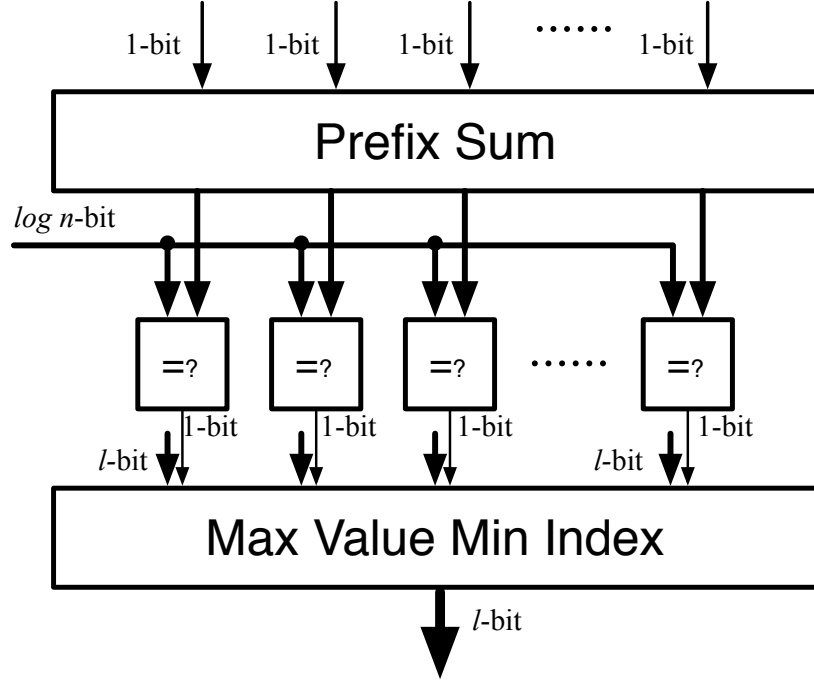 1-bit 1-bit 1-bit ...... 1-bit
Prefix Sum
log n-bit
=? =? =? ...... =?
1-bit 1-bit 1-bit 1-bit
l-bit l-bit
Max Value Min Index
l-bit